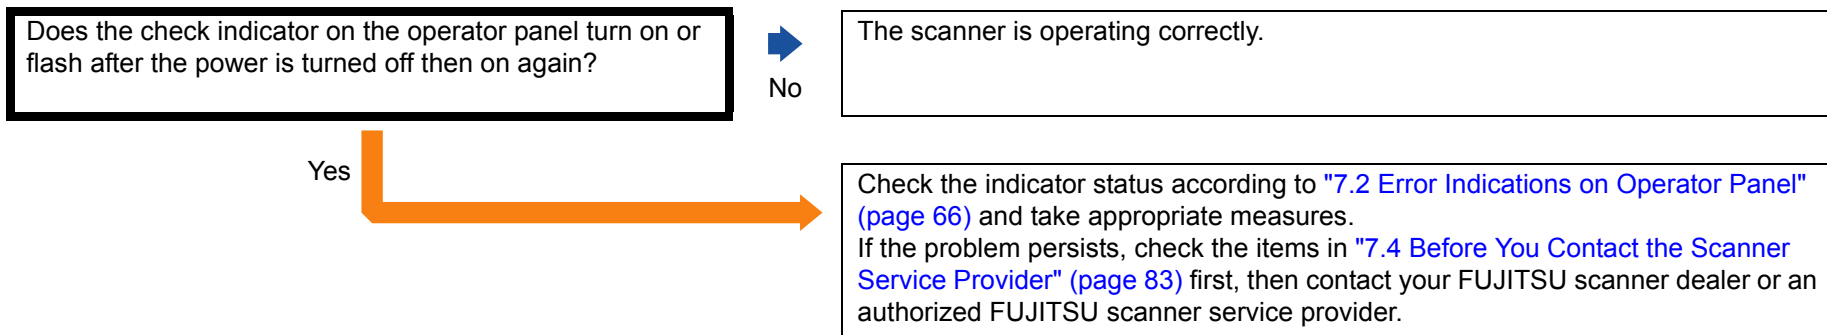 Does the check indicator on the operator panel turn on or
flash after the power is turned off then on again?
No
The scanner is operating correctly.
Yes
Check the indicator status according to "7.2 Error Indications on Operator Panel"
(page 66) and take appropriate measures.
If the problem persists, check the items in "7.4 Before You Contact the Scanner
Service Provider" (page 83) first, then contact your FUJITSU scanner dealer or an
authorized FUJITSU scanner service provider.